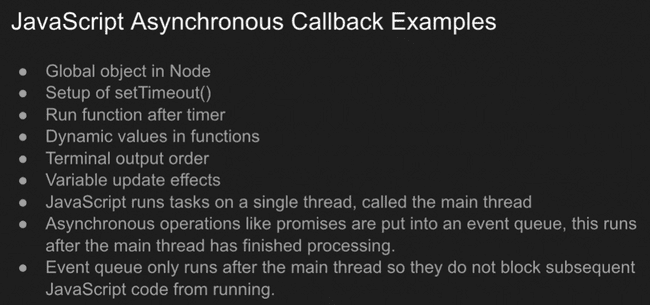 JavaScript Asynchronous Callback Examples
● Global object in Node
● Setup of setTimeout()
● Run function after timer
● Dynamic values in functions
● Terminal output order
● Variable update effects
● JavaScript runs tasks on a single thread, called the main thread
● Asynchronous operations like promises are put into an event queue, this runs
after the main thread has finished processing.
● Event queue only runs after the main thread so they do not block subsequent
JavaScript code from running.